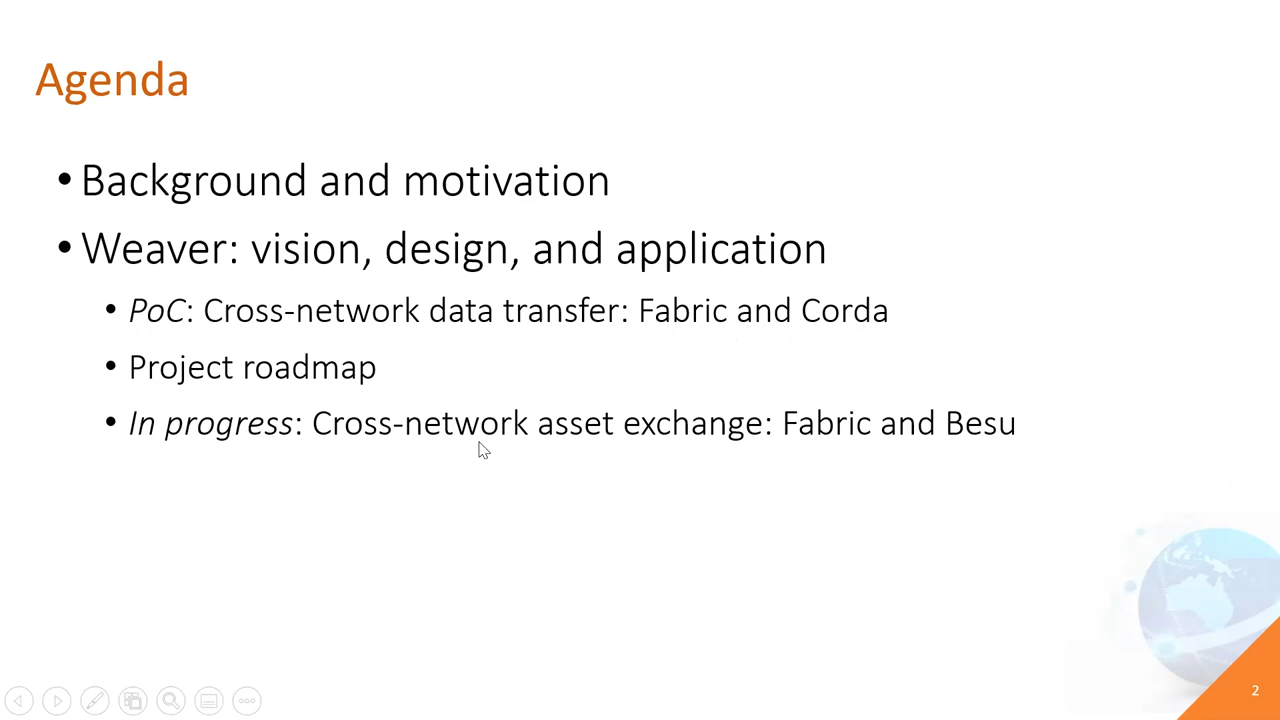 Agenda
• Background and motivation
• Weaver: vision, design, and application
• PoC: Cross-network data transfer: Fabric and Corda
• Project roadmap
• In progress: Cross-network asset exchange: Fabric and Besu
2